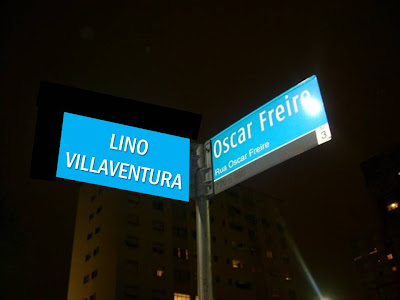 LINO
VILLAVENTURA
Oscar Freire
Rua Oscar Freire
3